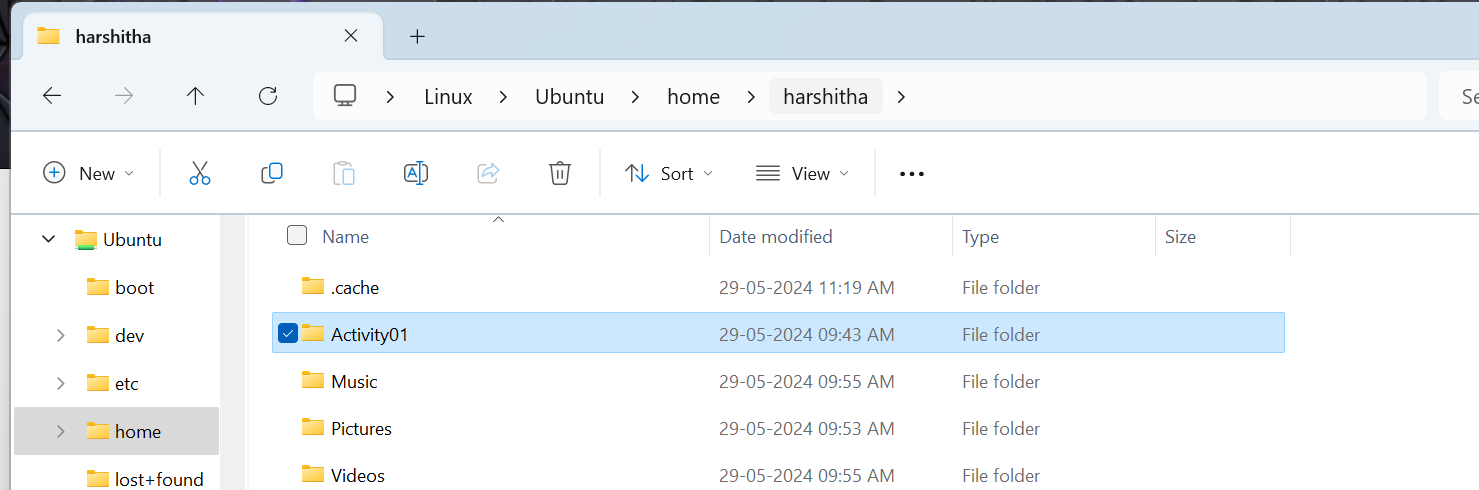 harshitha
Linux > Ubuntu > home > harshitha >
New Sort View
Name Date modified Type Size
Ubuntu
boot
dev
etc
home
lost+found
.cache 29-05-2024 11:19 AM File folder
Activity01 29-05-2024 09:43 AM File folder
Music 29-05-2024 09:55 AM File folder
Pictures 29-05-2024 09:53 AM File folder
Videos 29-05-2024 09:55 AM File folder